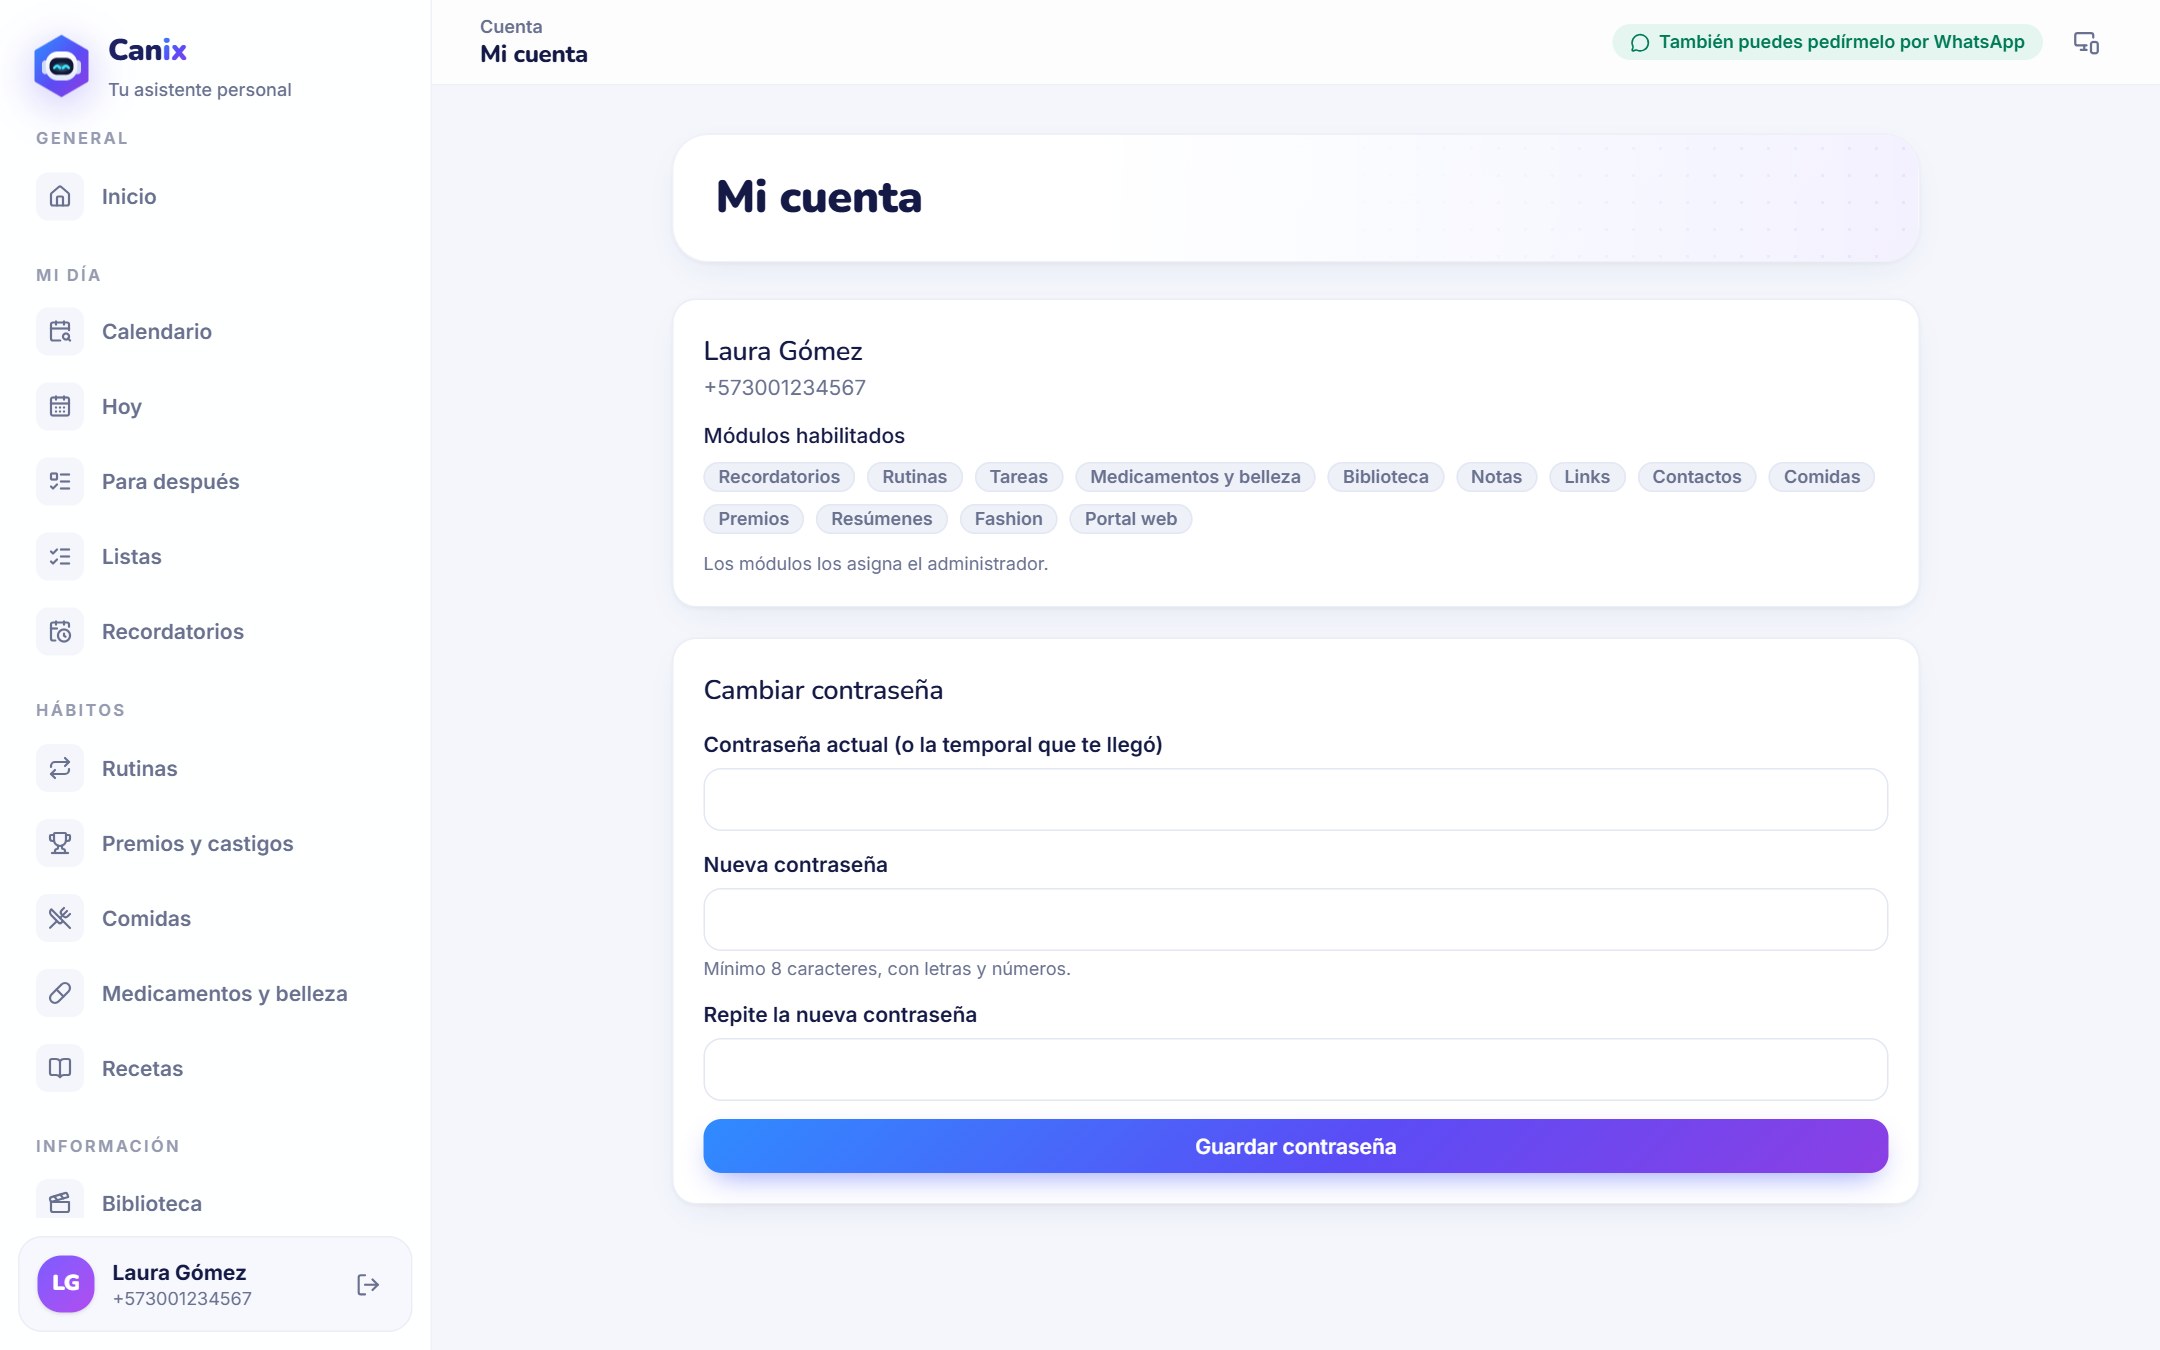 Canix
Tu asistente personal
GENERAL
Inicio
MI DÍA
Calendario
Hoy
Para después
Listas
Recordatorios
HÁBITOS
Rutinas
Premios y castigos
Comidas
Medicamentos y belleza
Recetas
INFORMACIÓN
Biblioteca
LG
Laura Gómez
+573001234567
Cuenta
Mi cuenta
También puedes pedírmelo por WhatsApp
Mi cuenta
Laura Gómez
+573001234567
Módulos habilitados
Recordatorios Rutinas Tareas Medicamentos y belleza Biblioteca Notas Links Contactos Comidas
Premios Resúmenes Fashion Portal web
Los módulos los asigna el administrador.
Cambiar contraseña
Contraseña actual (o la temporal que te llegó)
Nueva contraseña
Mínimo 8 caracteres, con letras y números.
Repite la nueva contraseña
Guardar contraseña